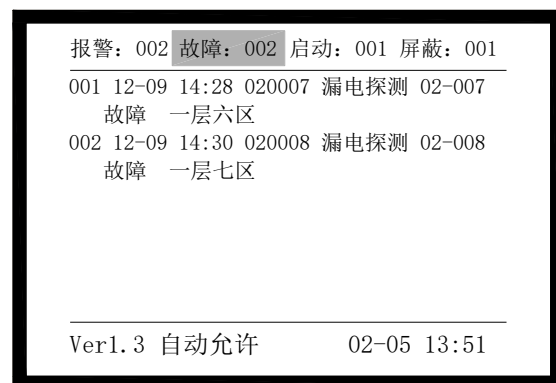 报警：002 故障：002 启动：001 屏蔽：001
001 12-09 14:28 020007 漏电探测 02-007
故障 一层六区
002 12-09 14:30 020008 漏电探测 02-008
故障 一层七区
Ver1.3 自动允许 02-05 13:51